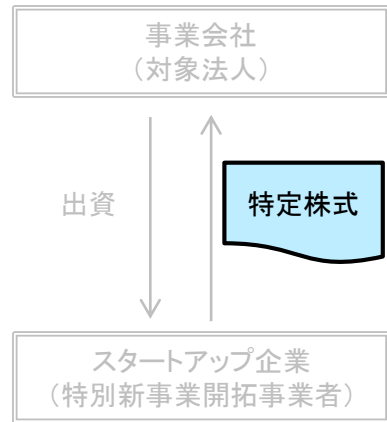 事業会社
（対象法人）
出資
特定株式
スタートアップ企業
（特別新事業開拓事業者）